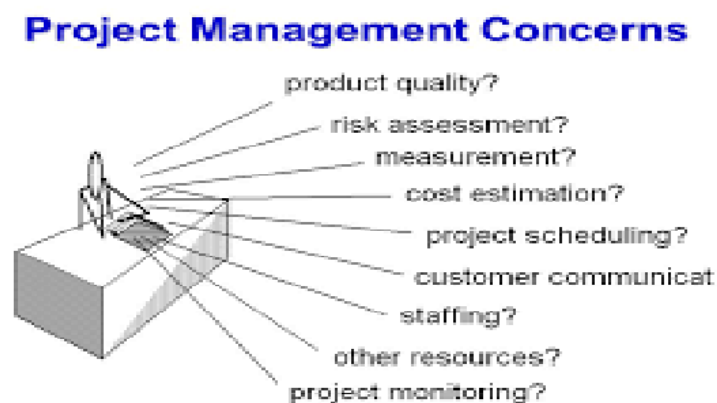 Project Management Concerns
product quality?
risk assessment?
measurement?
cost estimation?
project scheduling?
customer communicat
staffing?
other resources?
project monitoring?